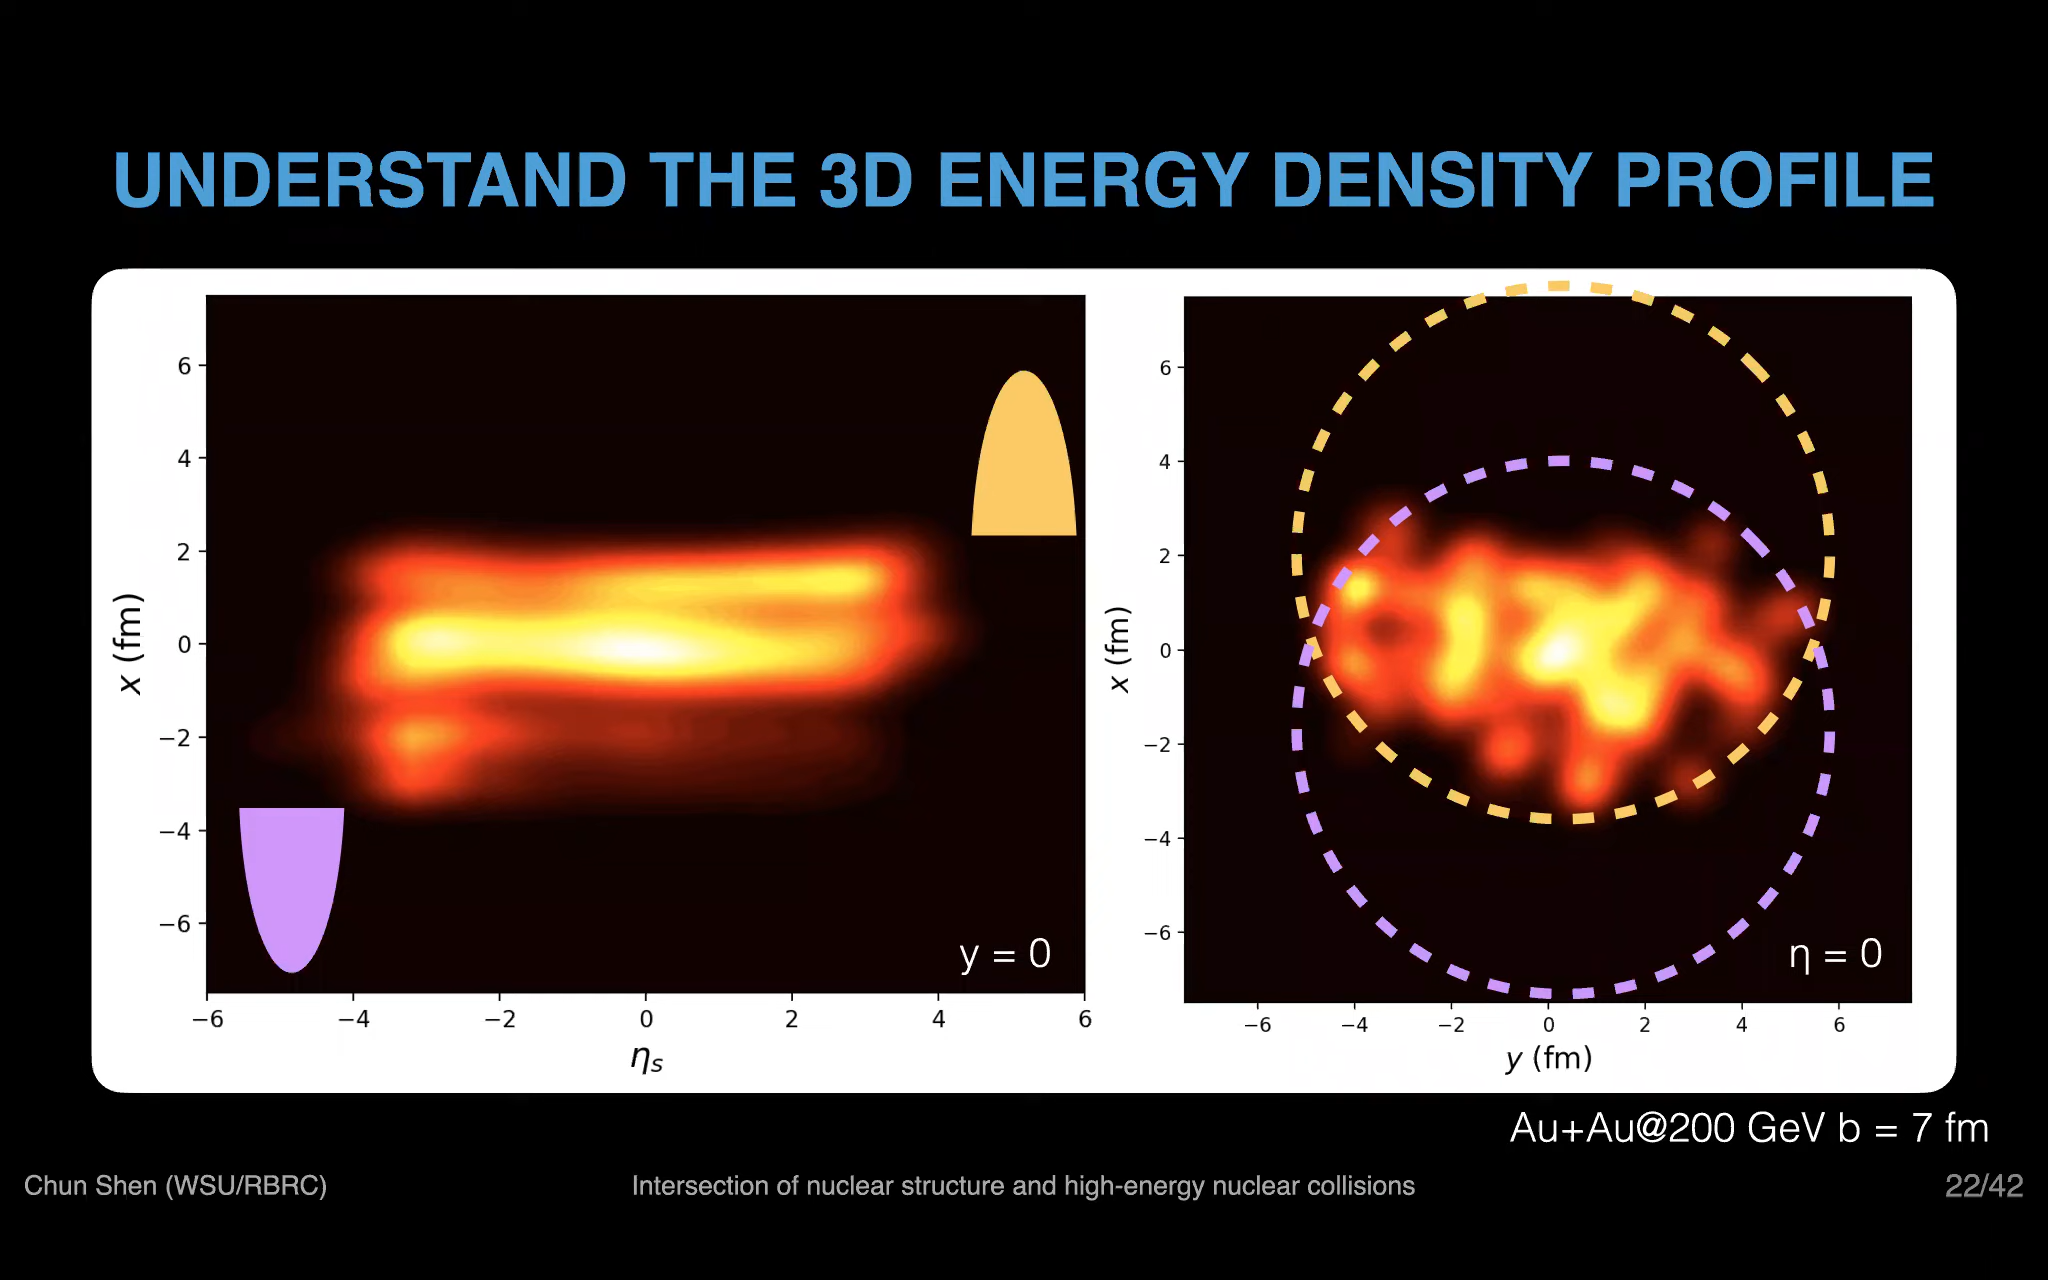 UNDERSTAND THE 3D ENERGY DENSITY PROFILE
6
4
2
0
−2
−4
−6
x (fm)
y = 0
−6 −4 −2 0 2 4 6
ηs
6
4
2
0
−2
−4
−6
x (fm)
η = 0
−6 −4 −2 0 2 4 6
y (fm)
Au+Au@200 GeV b = 7 fm
Chun Shen (WSU/RBRC)
Intersection of nuclear structure and high-energy nuclear collisions
22/42